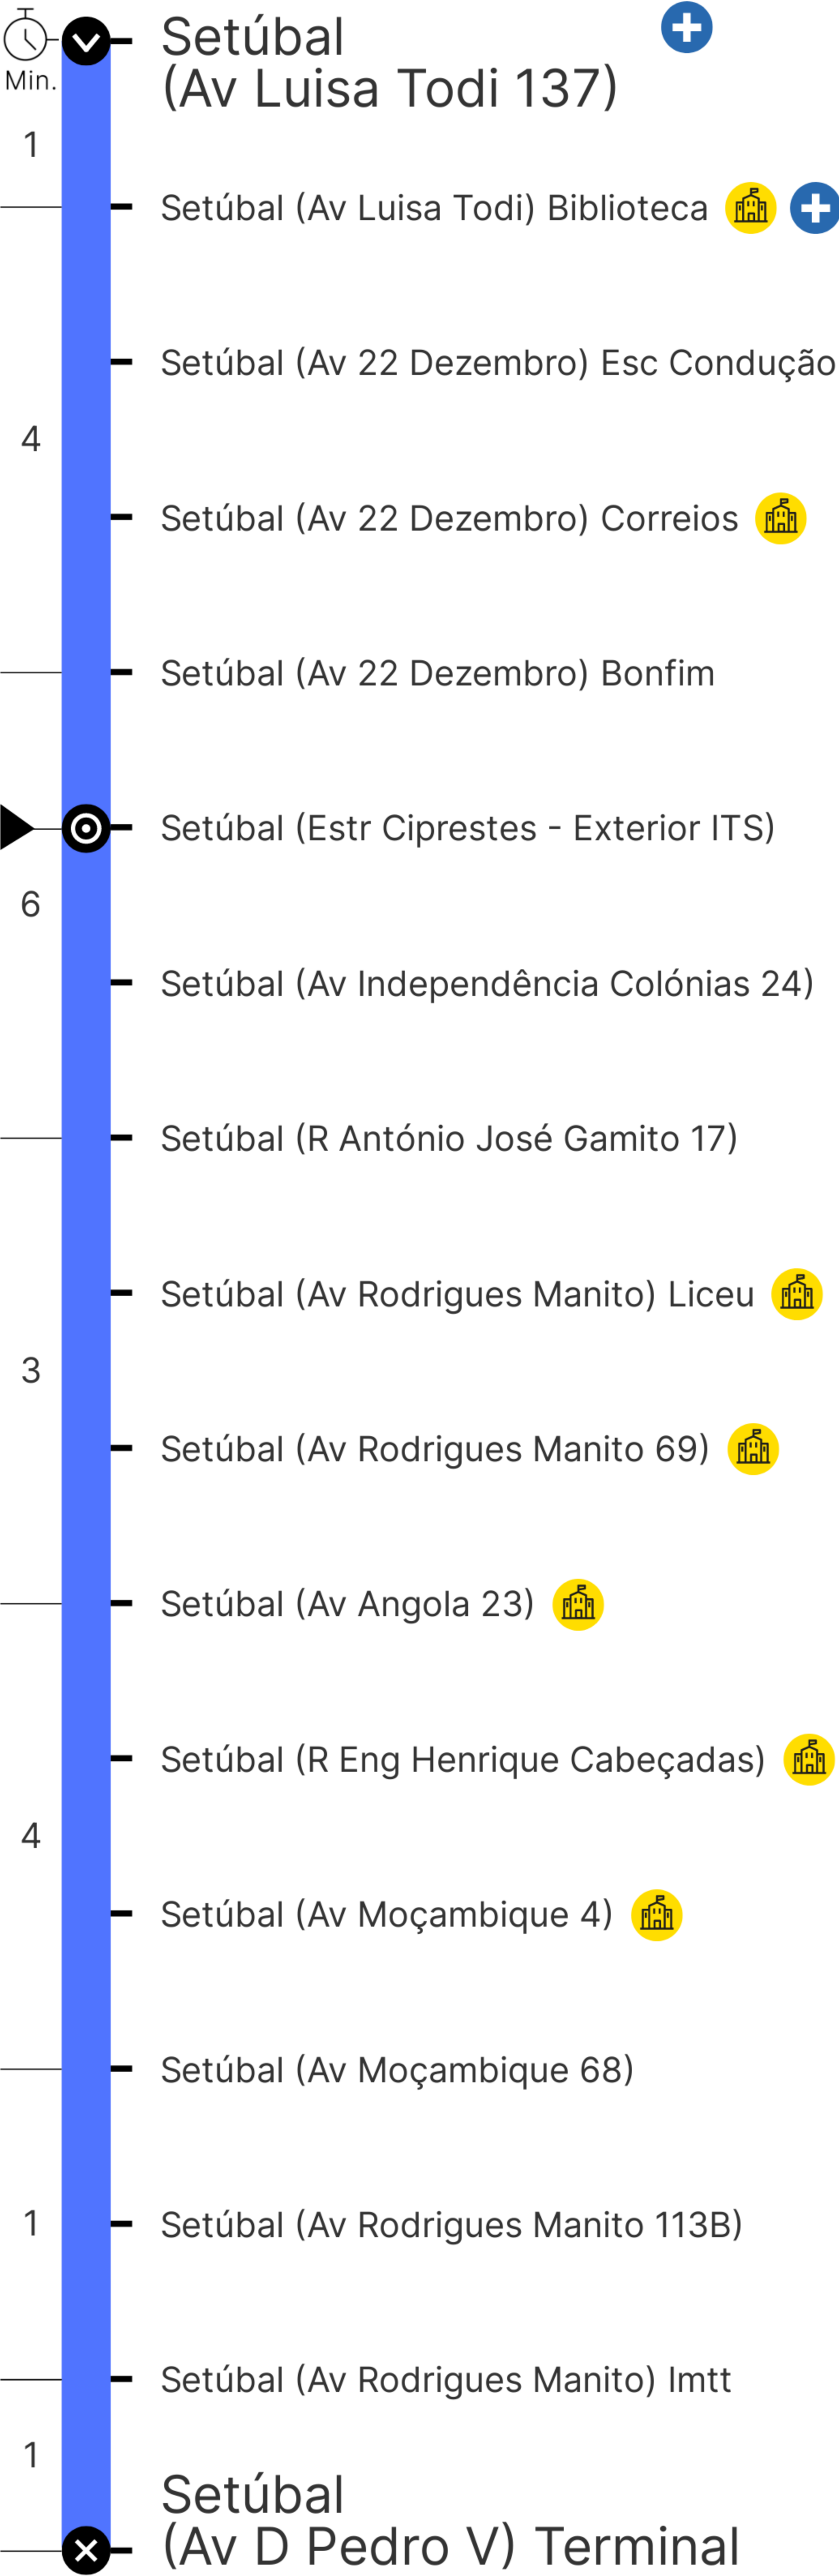 Setúbal
(Av Luisa Todi 137)
Min.
1
Setúbal (Av Luisa Todi) Biblioteca
Setúbal (Av 22 Dezembro) Esc Condução
4
Setúbal (Av 22 Dezembro) Correios
Setúbal (Av 22 Dezembro) Bonfim
Setúbal (Estr Ciprestes - Exterior ITS)
6
Setúbal (Av Independência Colónias 24)
Setúbal (R António José Gamito 17)
Setúbal (Av Rodrigues Manito) Liceu
3
Setúbal (Av Rodrigues Manito 69)
Setúbal (Av Angola 23)
Setúbal (R Eng Henrique Cabeçadas)
4
Setúbal (Av Moçambique 4)
Setúbal (Av Moçambique 68)
1
Setúbal (Av Rodrigues Manito 113B)
Setúbal (Av Rodrigues Manito) Imtt
1
Setúbal
(Av D Pedro V) Terminal